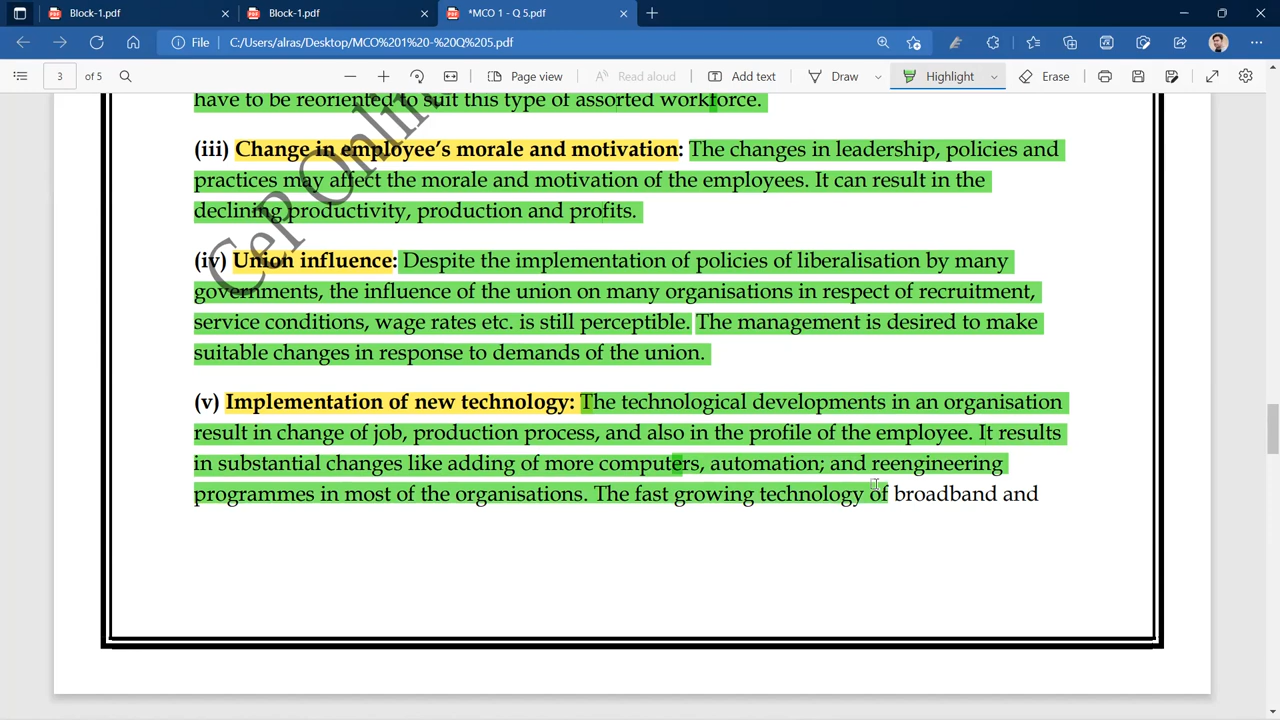 Block-1.pdf
Block-1.pdf
*MCO 1 - Q 5.pdf
File C:/Users/alras/Desktop/MCO%201%20-%20Q%205.pdf
3 of 5 Page view Read aloud Add text Draw Highlight Erase
have to be reoriented to suit this type of assorted workforce.
(iii) Change in employee's morale and motivation: The changes in leadership, policies and
practices may affect the morale and motivation of the employees. It can result in the
declining productivity, production and profits.
(iv) Union influence: Despite the implementation of policies of liberalisation by many
governments, the influence of the union on many organisations in respect of recruitment,
service conditions, wage rates etc. is still perceptible. The management is desired to make
suitable changes in response to demands of the union.
(v) Implementation of new technology: The technological developments in an organisation
result in change of job, production process, and also in the profile of the employee. It results
in substantial changes like adding of more computers, automation; and reengineering
programmes in most of the organisations. The fast growing technology of broadband and